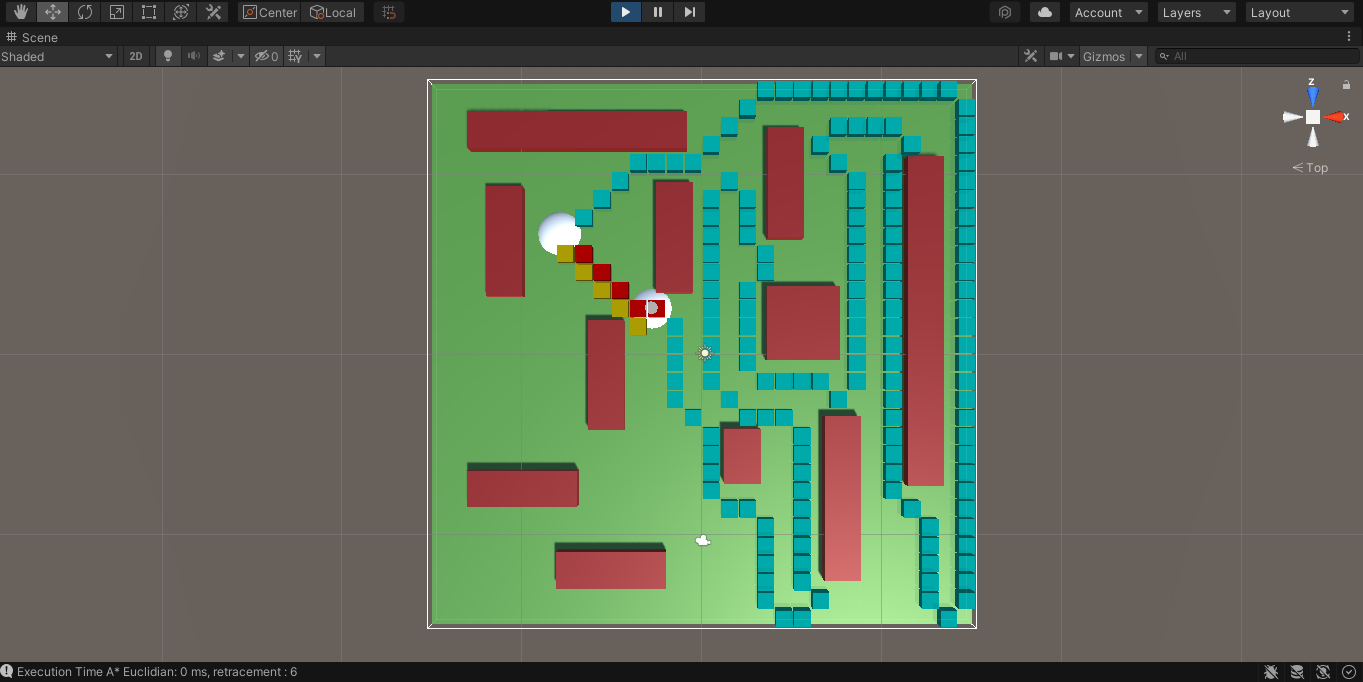 Center Local Account Layers Layout
Scene
Shaded 2D 0 Gizmos All
z
x
< Top
Execution Time A* Euclidian: 0 ms, retracement : 6